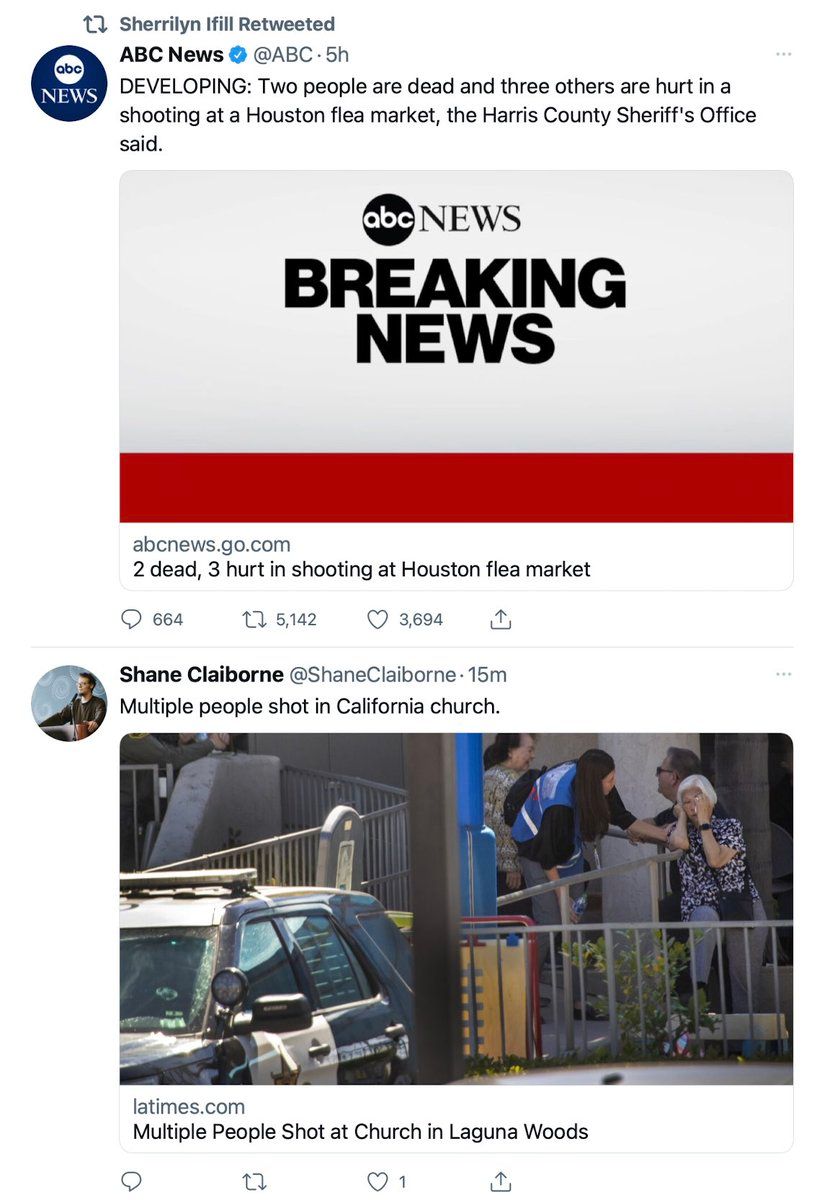 Sherrilyn Ifill Retweeted
ABC News @ABC · 5h
abc
NEWS
DEVELOPING: Two people are dead and three others are hurt in a
shooting at a Houston flea market, the Harris County Sheriff's Office
said.
abc NEWS
BREAKING
NEWS
abcnews.go.com
2 dead, 3 hurt in shooting at Houston flea market
664 5,142 3,694
Shane Claiborne @ShaneClaiborne · 15m
Multiple people shot in California church.
latimes.com
Multiple People Shot at Church in Laguna Woods
1